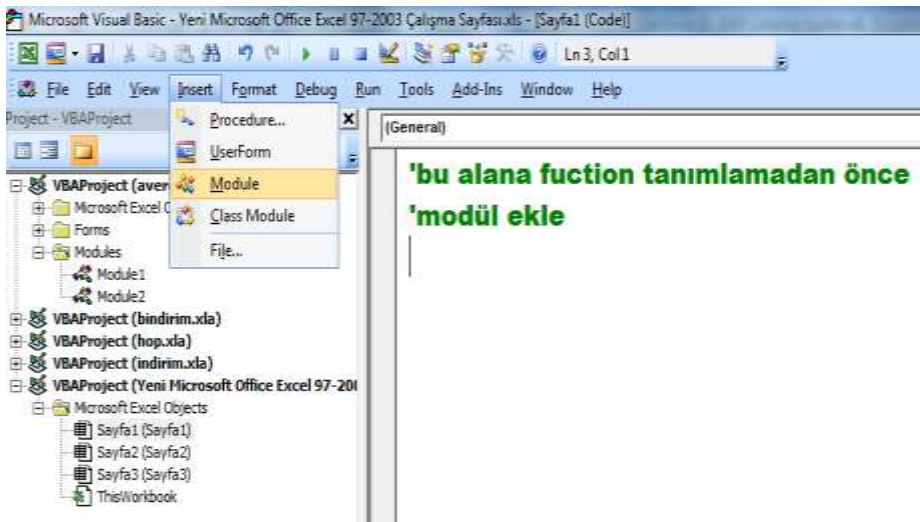 Microsoft Visual Basic - Yeni Microsoft Office Excel 97-2003 Çalışma Sayfası.xls - [Sayfa1 (Code)]
Ln 3, Col 1
File Edit View Insert Format Debug Run Tools Add-Ins Window Help
Project - VBAProject
Procedure...
UserForm
Module
Class Module
File...
(General)
'bu alana fuction tanımlamadan önce
'modül ekle
VBAProject (aver
Microsoft Excel
Forms
Modules
Module1
Module2
VBAProject (bindirim.xla)
VBAProject (hop.xla)
VBAProject (indirim.xla)
VBAProject (Yeni Microsoft Office Excel 97-200
Microsoft Excel Objects
Sayfa1 (Sayfa1)
Sayfa2 (Sayfa2)
Sayfa3 (Sayfa3)
ThisWorkbook